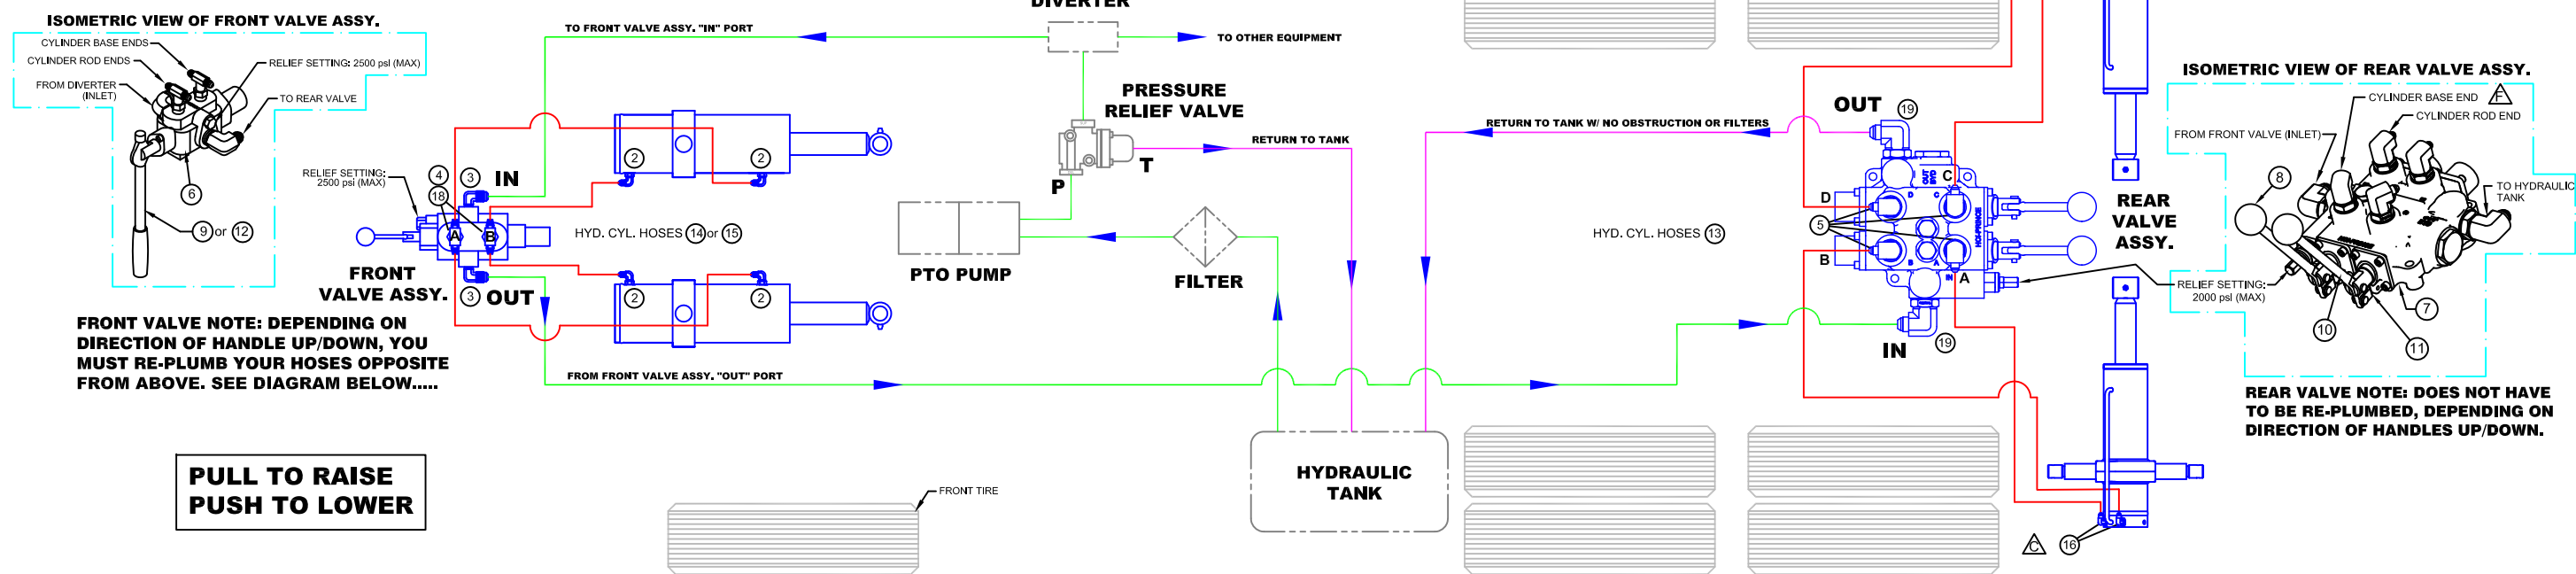 ISOMETRIC VIEW OF FRONT VALVE ASSY.
CYLINDER BASE ENDS
CYLINDER ROD ENDS
FROM DIVERTER
(INLET)
RELIEF SETTING: 2500 psi (MAX)
TO REAR VALVE
6
9 or 12
RELIEF SETTING:
2500 psi (MAX)
4
18
3
IN
A
B
3
OUT
FRONT
VALVE ASSY.
FRONT VALVE NOTE: DEPENDING ON
DIRECTION OF HANDLE UP/DOWN, YOU
MUST RE-PLUMB YOUR HOSES OPPOSITE
FROM ABOVE. SEE DIAGRAM BELOW.....
PULL TO RAISE
PUSH TO LOWER
TO FRONT VALVE ASSY. "IN" PORT
2
2
HYD. CYL. HOSES 14 or 15
2
2
FROM FRONT VALVE ASSY. "OUT" PORT
FRONT TIRE
DIVERTER
TO OTHER EQUIPMENT
PRESSURE
RELIEF VALVE
P
T
RETURN TO TANK
PTO PUMP
FILTER
HYDRAULIC
TANK
RETURN TO TANK W/ NO OBSTRUCTION OR FILTERS
HYD. CYL. HOSES 13
OUT
19
OUT
C
D
D
C
5
B
B
A
IN
A
IN
19
REAR
VALVE
ASSY.
C
16
ISOMETRIC VIEW OF REAR VALVE ASSY.
CYLINDER BASE END
F
CYLINDER ROD END
FROM FRONT VALVE (INLET)
8
TO HYDRAULIC
TANK
RELIEF SETTING:
2000 psi (MAX)
7
10
11
REAR VALVE NOTE: DOES NOT HAVE
TO BE RE-PLUMBED, DEPENDING ON
DIRECTION OF HANDLES UP/DOWN.